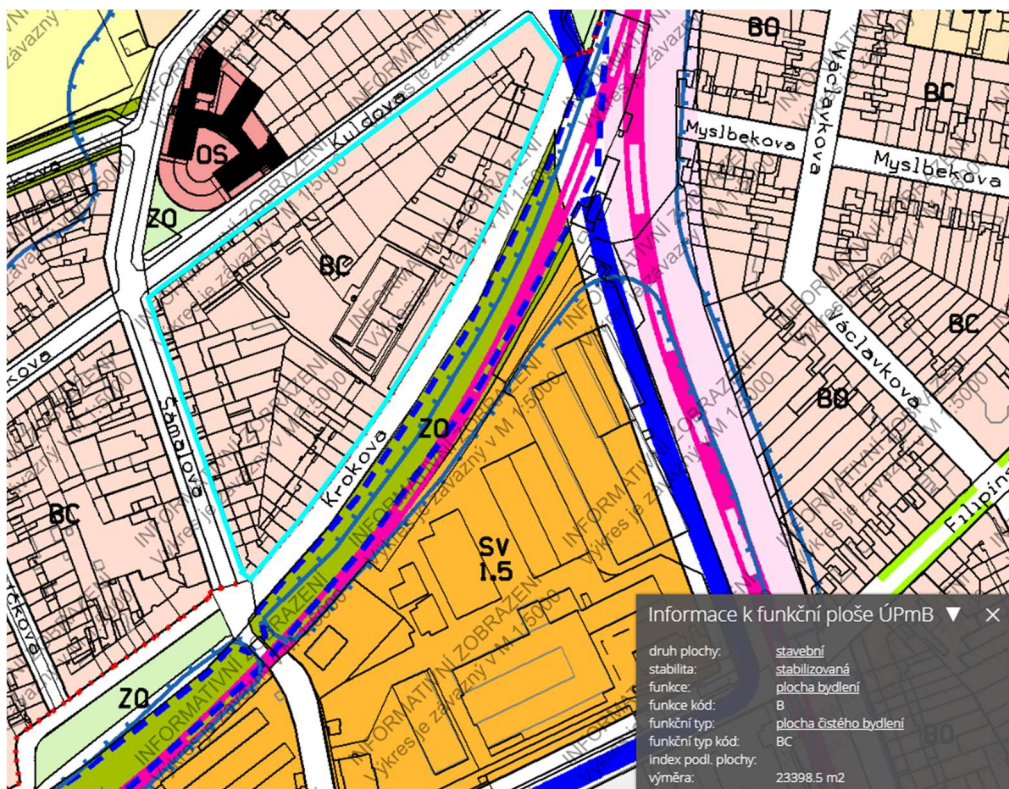 BO
Václavkova
BC
Kuldova
Myslbekova
Myslbekova
OS
ZO
BC
BC
Václavkova
BO
Šámalova
ZO
Krokova
BC
SV
1.5
ZO
INFORMATIVNÍ ZOBRAZENÍ
Výkres je závazný v M 1:5000
Informace k funkční ploše ÚPmB ▼ ×
druh plochy: stavební
stabilita: stabilizovaná
funkce: plocha bydlení
funkce kód: B
funkční typ: plocha čistého bydlení
funkční typ kód: BC
index podl. plochy:
výměra: 23398.5 m2